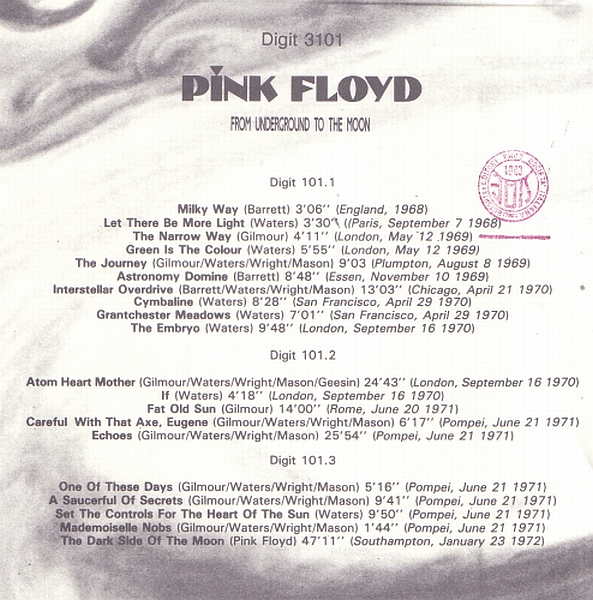 Digit 3101
PINK FLOYD
FROM UNDERGROUND TO THE MOON
Digit 101.1
Milky Way (Barrett) 3'06'' (England, 1968)
Let There Be More Light (Waters) 3'30'' ((Paris, September 7 1968)
The Narrow Way (Gilmour) 4'11'' (London, May 12 1969)
Green Is The Colour (Waters) 5'55'' (London, May 12 1969)
The Journey (Gilmour/Waters/Wright/Mason) 9'03 (Plumpton, August 8 1969)
Astronomy Domine (Barrett) 8'48'' (Essen, November 10 1969)
Interstellar Overdrive (Barrett/Waters/Wright/Mason) 13'03'' (Chicago, April 21 1970)
Cymbaline (Waters) 8'28'' (San Francisco, April 29 1970)
Grantchester Meadows (Waters) 7'01'' (San Francisco, April 29 1970)
The Embryo (Waters) 9'48'' (London, September 16 1970)
Digit 101.2
Atom Heart Mother (Gilmour/Waters/Wright/Mason/Geesin) 24'43'' (London, September 16 1970)
If (Waters) 4'18'' (London, September 16 1970)
Fat Old Sun (Gilmour) 14'00'' (Rome, June 20 1971)
Careful With That Axe, Eugene (Gilmour/Waters/Wright/Mason) 6'17'' (Pompei, June 21 1971)
Echoes (Gilmour/Waters/Wright/Mason) 25'54'' (Pompei, June 21 1971)
Digit 101.3
One Of These Days (Gilmour/Waters/Wright/Mason) 5'16'' (Pompei, June 21 1971)
A Saucerful Of Secrets (Gilmour/Waters/Wright/Mason) 9'41'' (Pompei, June 21 1971)
Set The Controls For The Heart Of The Sun (Waters) 9'50'' (Pompei, June 21 1971)
Mademoiselle Nobs (Gilmour/Waters/Wright/Mason) 1'44'' (Pompei, June 21 1971)
The Dark Side Of The Moon (Pink Floyd) 47'11'' (Southampton, January 23 1972)